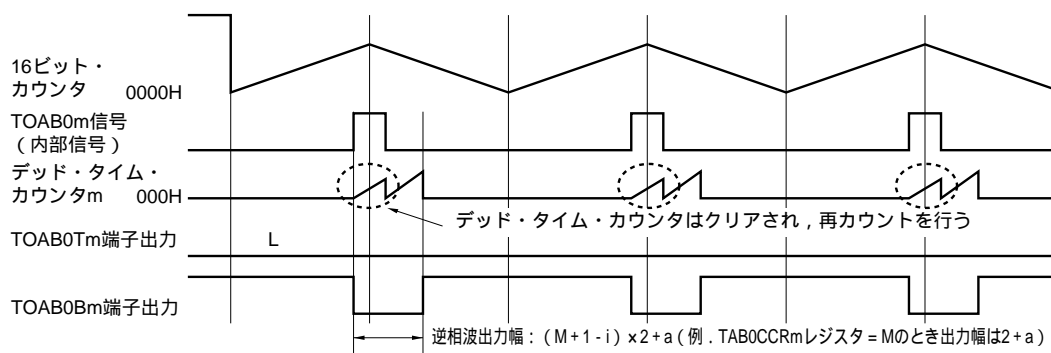 16ビット・
カウンタ 0000H
TOAB0m信号
（内部信号）
デッド・タイム・
カウンタm 000H
デッド・タイム・カウンタはクリアされ，再カウントを行う
TOAB0Tm端子出力 L
TOAB0Bm端子出力
逆相波出力幅：（M+1-i）×2+a（例．TAB0CCRmレジスタ=Mのとき出力幅は2+a）